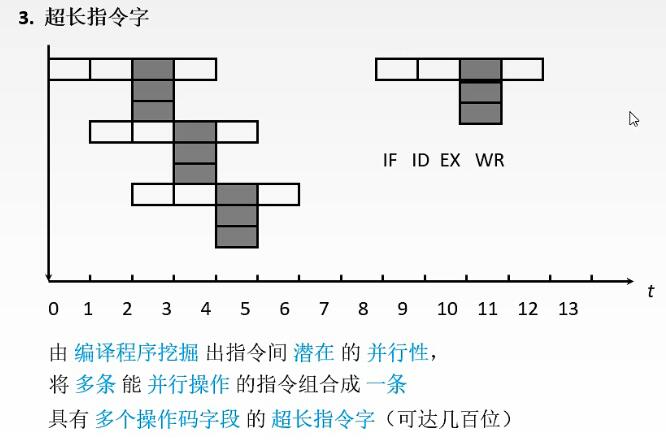 3. 超长指令字
IF ID EX WR
t
0 1 2 3 4 5 6 7 8 9 10 11 12 13
由 编译程序挖掘 出指令间 潜在 的 并行性，
将 多条 能 并行操作 的指令组合成 一条
具有 多个操作码字段 的 超长指令字（可达几百位）